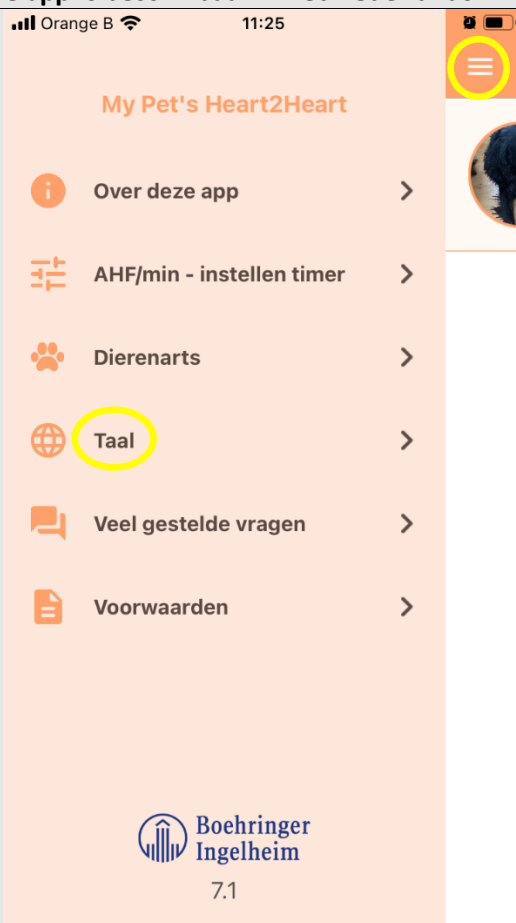 Orange B 11:25
My Pet's Heart2Heart
Over deze app
AHF/min - instellen timer
Dierenarts
Taal
Veel gestelde vragen
Voorwaarden
Boehringer
Ingelheim
7.1